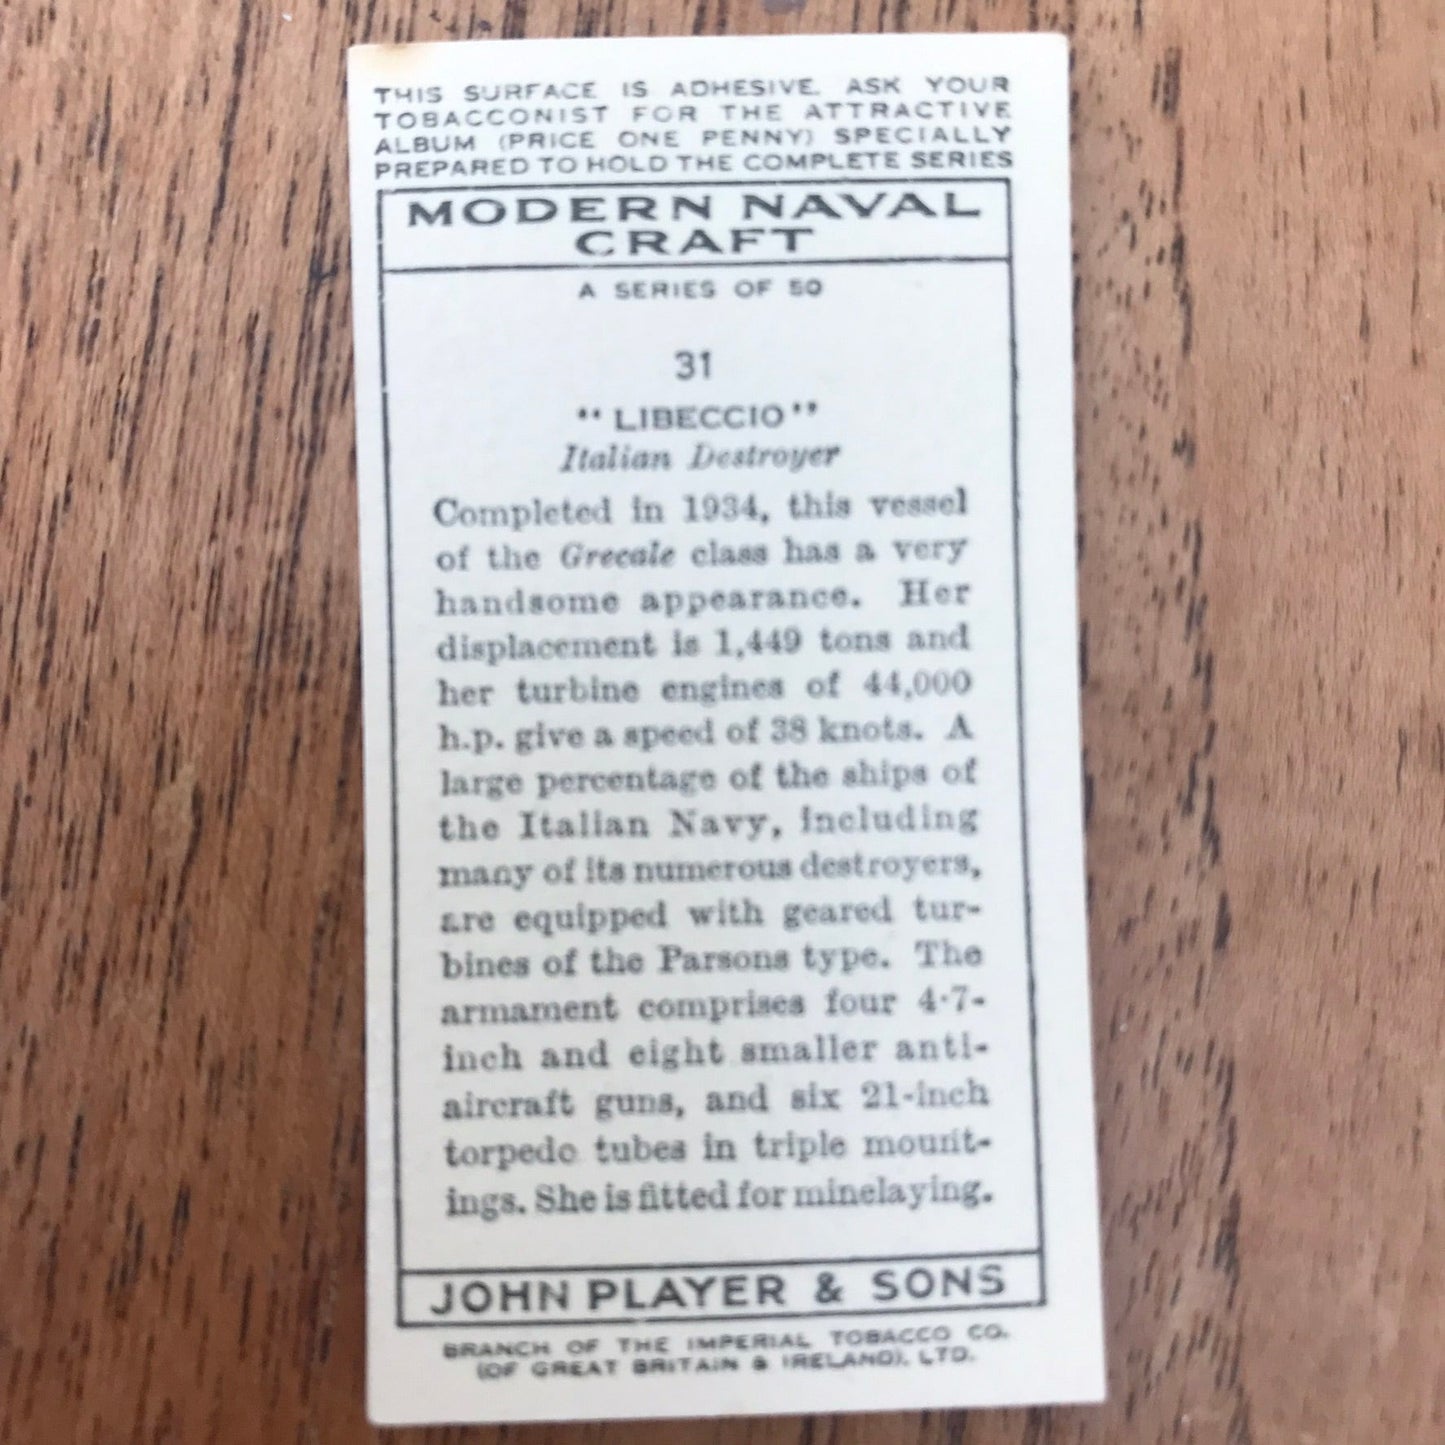 THIS SURFACE IS ADHESIVE. ASK YOUR
TOBACCONIST FOR THE ATTRACTIVE
ALBUM (PRICE ONE PENNY) SPECIALLY
PREPARED TO HOLD THE COMPLETE SERIES
MODERN NAVAL
CRAFT
A SERIES OF 50
31
"LIBECCIO"
Italian Destroyer
Completed in 1934, this vessel
of the Grecale class has a very
handsome appearance. Her
displacement is 1,449 tons and
her turbine engines of 44,000
h.p. give a speed of 38 knots. A
large percentage of the ships of
the Italian Navy, including
many of its numerous destroyers,
are equipped with geared tur-
bines of the Parsons type. The
armament comprises four 4·7-
inch and eight smaller anti-
aircraft guns, and six 21-inch
torpedo tubes in triple mount-
ings. She is fitted for minelaying.
JOHN PLAYER & SONS
BRANCH OF THE IMPERIAL TOBACCO CO.
(OF GREAT BRITAIN & IRELAND), LTD.